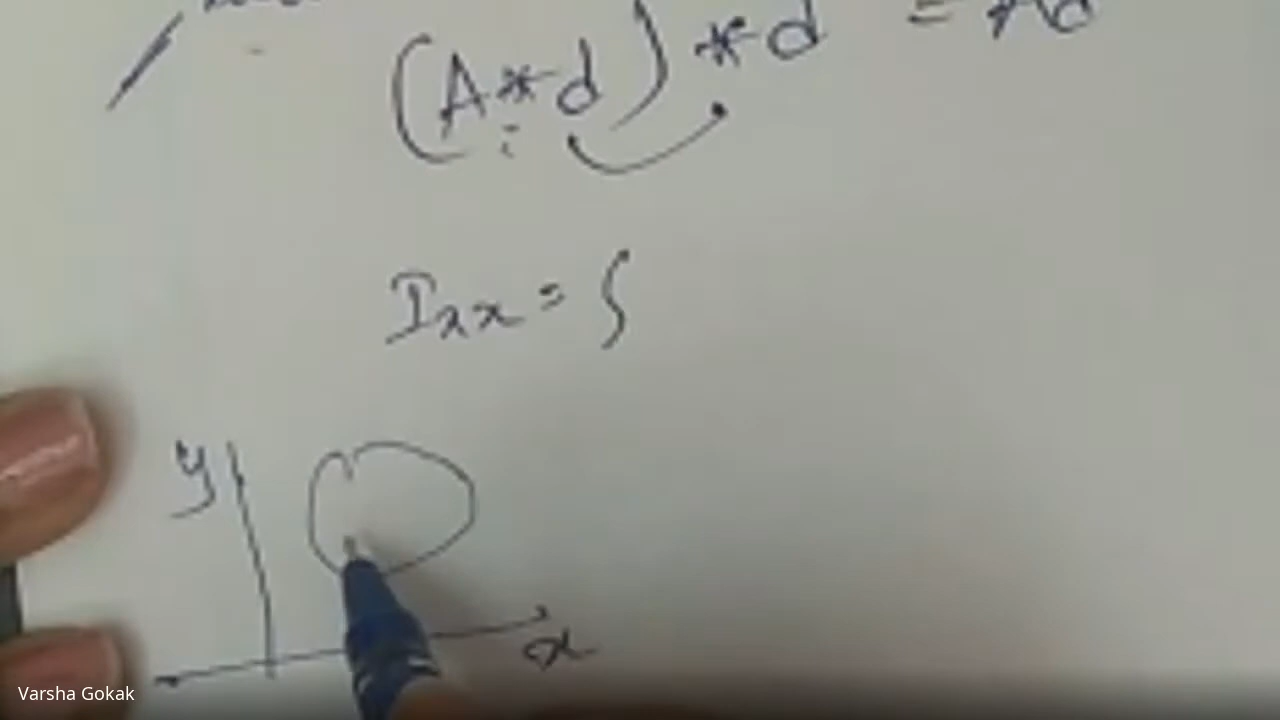 (A*d)*d = Ad
Ixx = ∫
y
x
Varsha Gokak